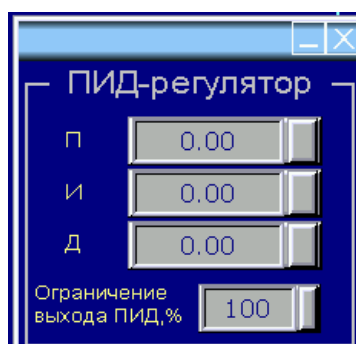 ПИД-регулятор
П 0.00
И 0.00
Д 0.00
Ограничение
выхода ПИД,% 100